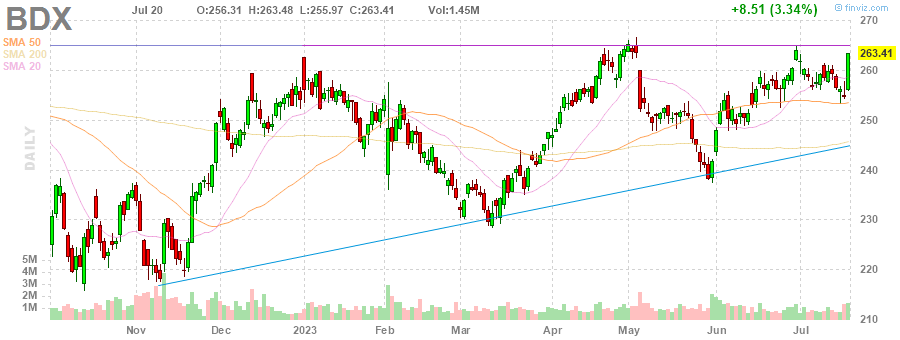 BDX Jul 20 O:256.31 H:263.48 L:255.97 C:263.41 Vol:1.45M +8.51 (3.34%) © finviz.com
SMA 50
SMA 200
SMA 20
DAILY
270
263.41
260
250
240
230
220
210
5M
4M
3M
2M
1M
Nov Dec 2023 Feb Mar Apr May Jun Jul